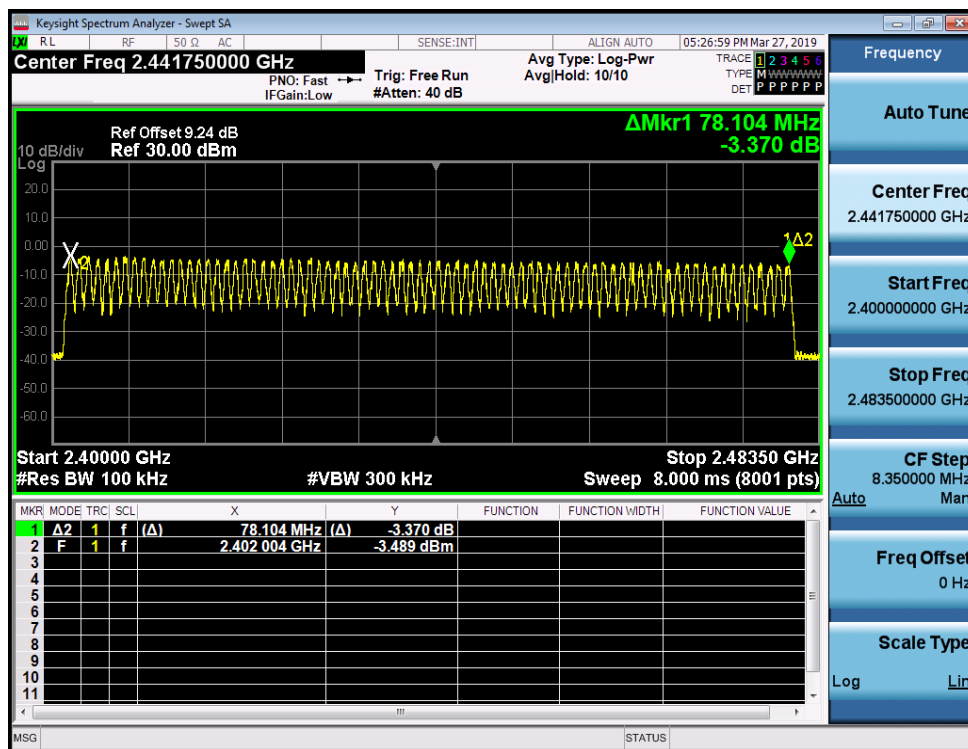 Keysight Spectrum Analyzer - Swept SA
LXI RL RF 50 Ω AC SENSE:INT ALIGN AUTO 05:26:59 PM Mar 27, 2019
Center Freq 2.441750000 GHz
PNO: Fast
IFGain:Low
Trig: Free Run
#Atten: 40 dB
Avg Type: Log-Pwr
Avg|Hold: 10/10
TRACE 1 2 3 4 5 6
TYPE M W W W W W
DET P P P P P P
10 dB/div
Log
Ref Offset 9.24 dB
Ref 30.00 dBm
ΔMkr1 78.104 MHz
-3.370 dB
20.0
10.0
0.00
-10.0
-20.0
-30.0
-40.0
-50.0
-60.0
2
1Δ2
Start 2.40000 GHz Stop 2.48350 GHz
#Res BW 100 kHz #VBW 300 kHz Sweep 8.000 ms (8001 pts)
MKR MODE TRC SCL X Y FUNCTION FUNCTION WIDTH FUNCTION VALUE
1 Δ2 1 f (Δ) 78.104 MHz (Δ) -3.370 dB
2 F 1 f 2.402 004 GHz -3.489 dBm
3
4
5
6
7
8
9
10
11
MSG STATUS
Frequency
Auto Tune
Center Freq
2.441750000 GHz
Start Freq
2.400000000 GHz
Stop Freq
2.483500000 GHz
CF Step
8.350000 MHz
Auto Man
Freq Offset
0 Hz
Scale Type
Log Lin